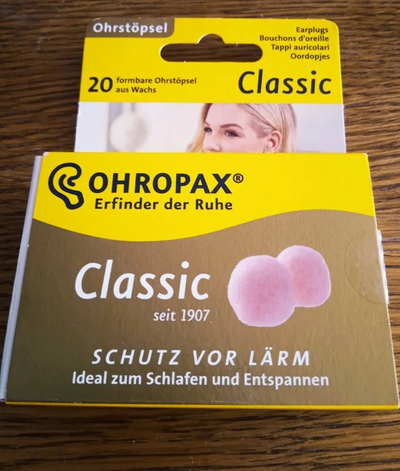 Ohrstöpsel
Earplugs
Bouchons d'oreille
Tappi auricolari
Oordopjes
20 formbare Ohrstöpsel
aus Wachs
Classic
OHROPAX®
Erfinder der Ruhe
Classic
seit 1907
SCHUTZ VOR LÄRM
Ideal zum Schlafen und Entspannen